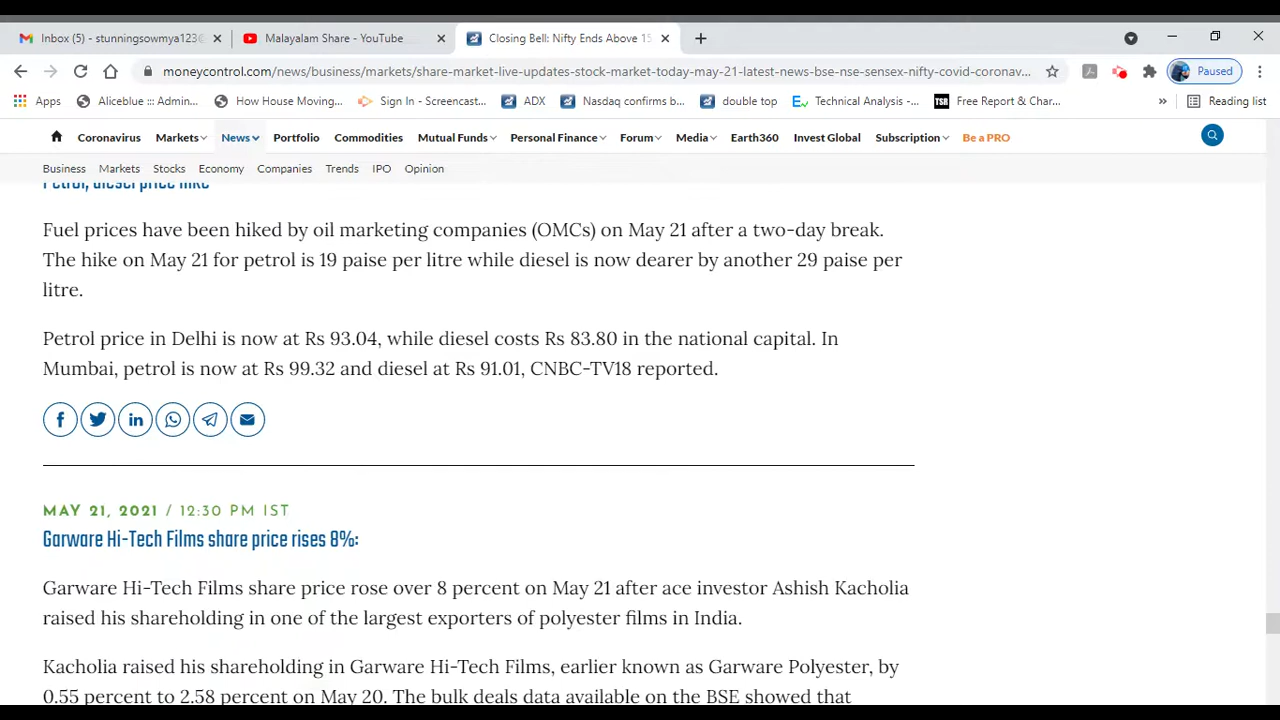 Inbox (5) - stunningsowmya123@
Malayalam Share - YouTube
Closing Bell: Nifty Ends Above 15
moneycontrol.com/news/business/markets/share-market-live-updates-stock-market-today-may-21-latest-news-bse-nse-sensex-nifty-covid-coronav...
Paused
Apps
Aliceblue ::: Admin...
How House Moving...
Sign In - Screencast...
ADX
Nasdaq confirms b...
double top
Technical Analysis -...
TSR
Free Report & Char...
»
Reading list
Coronavirus
Markets
News
Portfolio
Commodities
Mutual Funds
Personal Finance
Forum
Media
Earth360
Invest Global
Subscription
Be a PRO
Business
Markets
Stocks
Economy
Companies
Trends
IPO
Opinion
Petrol, diesel price hike
Fuel prices have been hiked by oil marketing companies (OMCs) on May 21 after a two-day break.
The hike on May 21 for petrol is 19 paise per litre while diesel is now dearer by another 29 paise per
litre.
Petrol price in Delhi is now at Rs 93.04, while diesel costs Rs 83.80 in the national capital. In
Mumbai, petrol is now at Rs 99.32 and diesel at Rs 91.01, CNBC-TV18 reported.
MAY 21, 2021 / 12:30 PM IST
Garware Hi-Tech Films share price rises 8%:
Garware Hi-Tech Films share price rose over 8 percent on May 21 after ace investor Ashish Kacholia
raised his shareholding in one of the largest exporters of polyester films in India.
Kacholia raised his shareholding in Garware Hi-Tech Films, earlier known as Garware Polyester, by
0.55 percent to 2.58 percent on May 20. The bulk deals data available on the BSE showed that